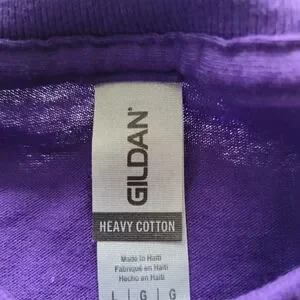 GILDAN®
HEAVY COTTON
Made in Haiti
Fabriqué en Haïti
Hecho en Haití
L G G